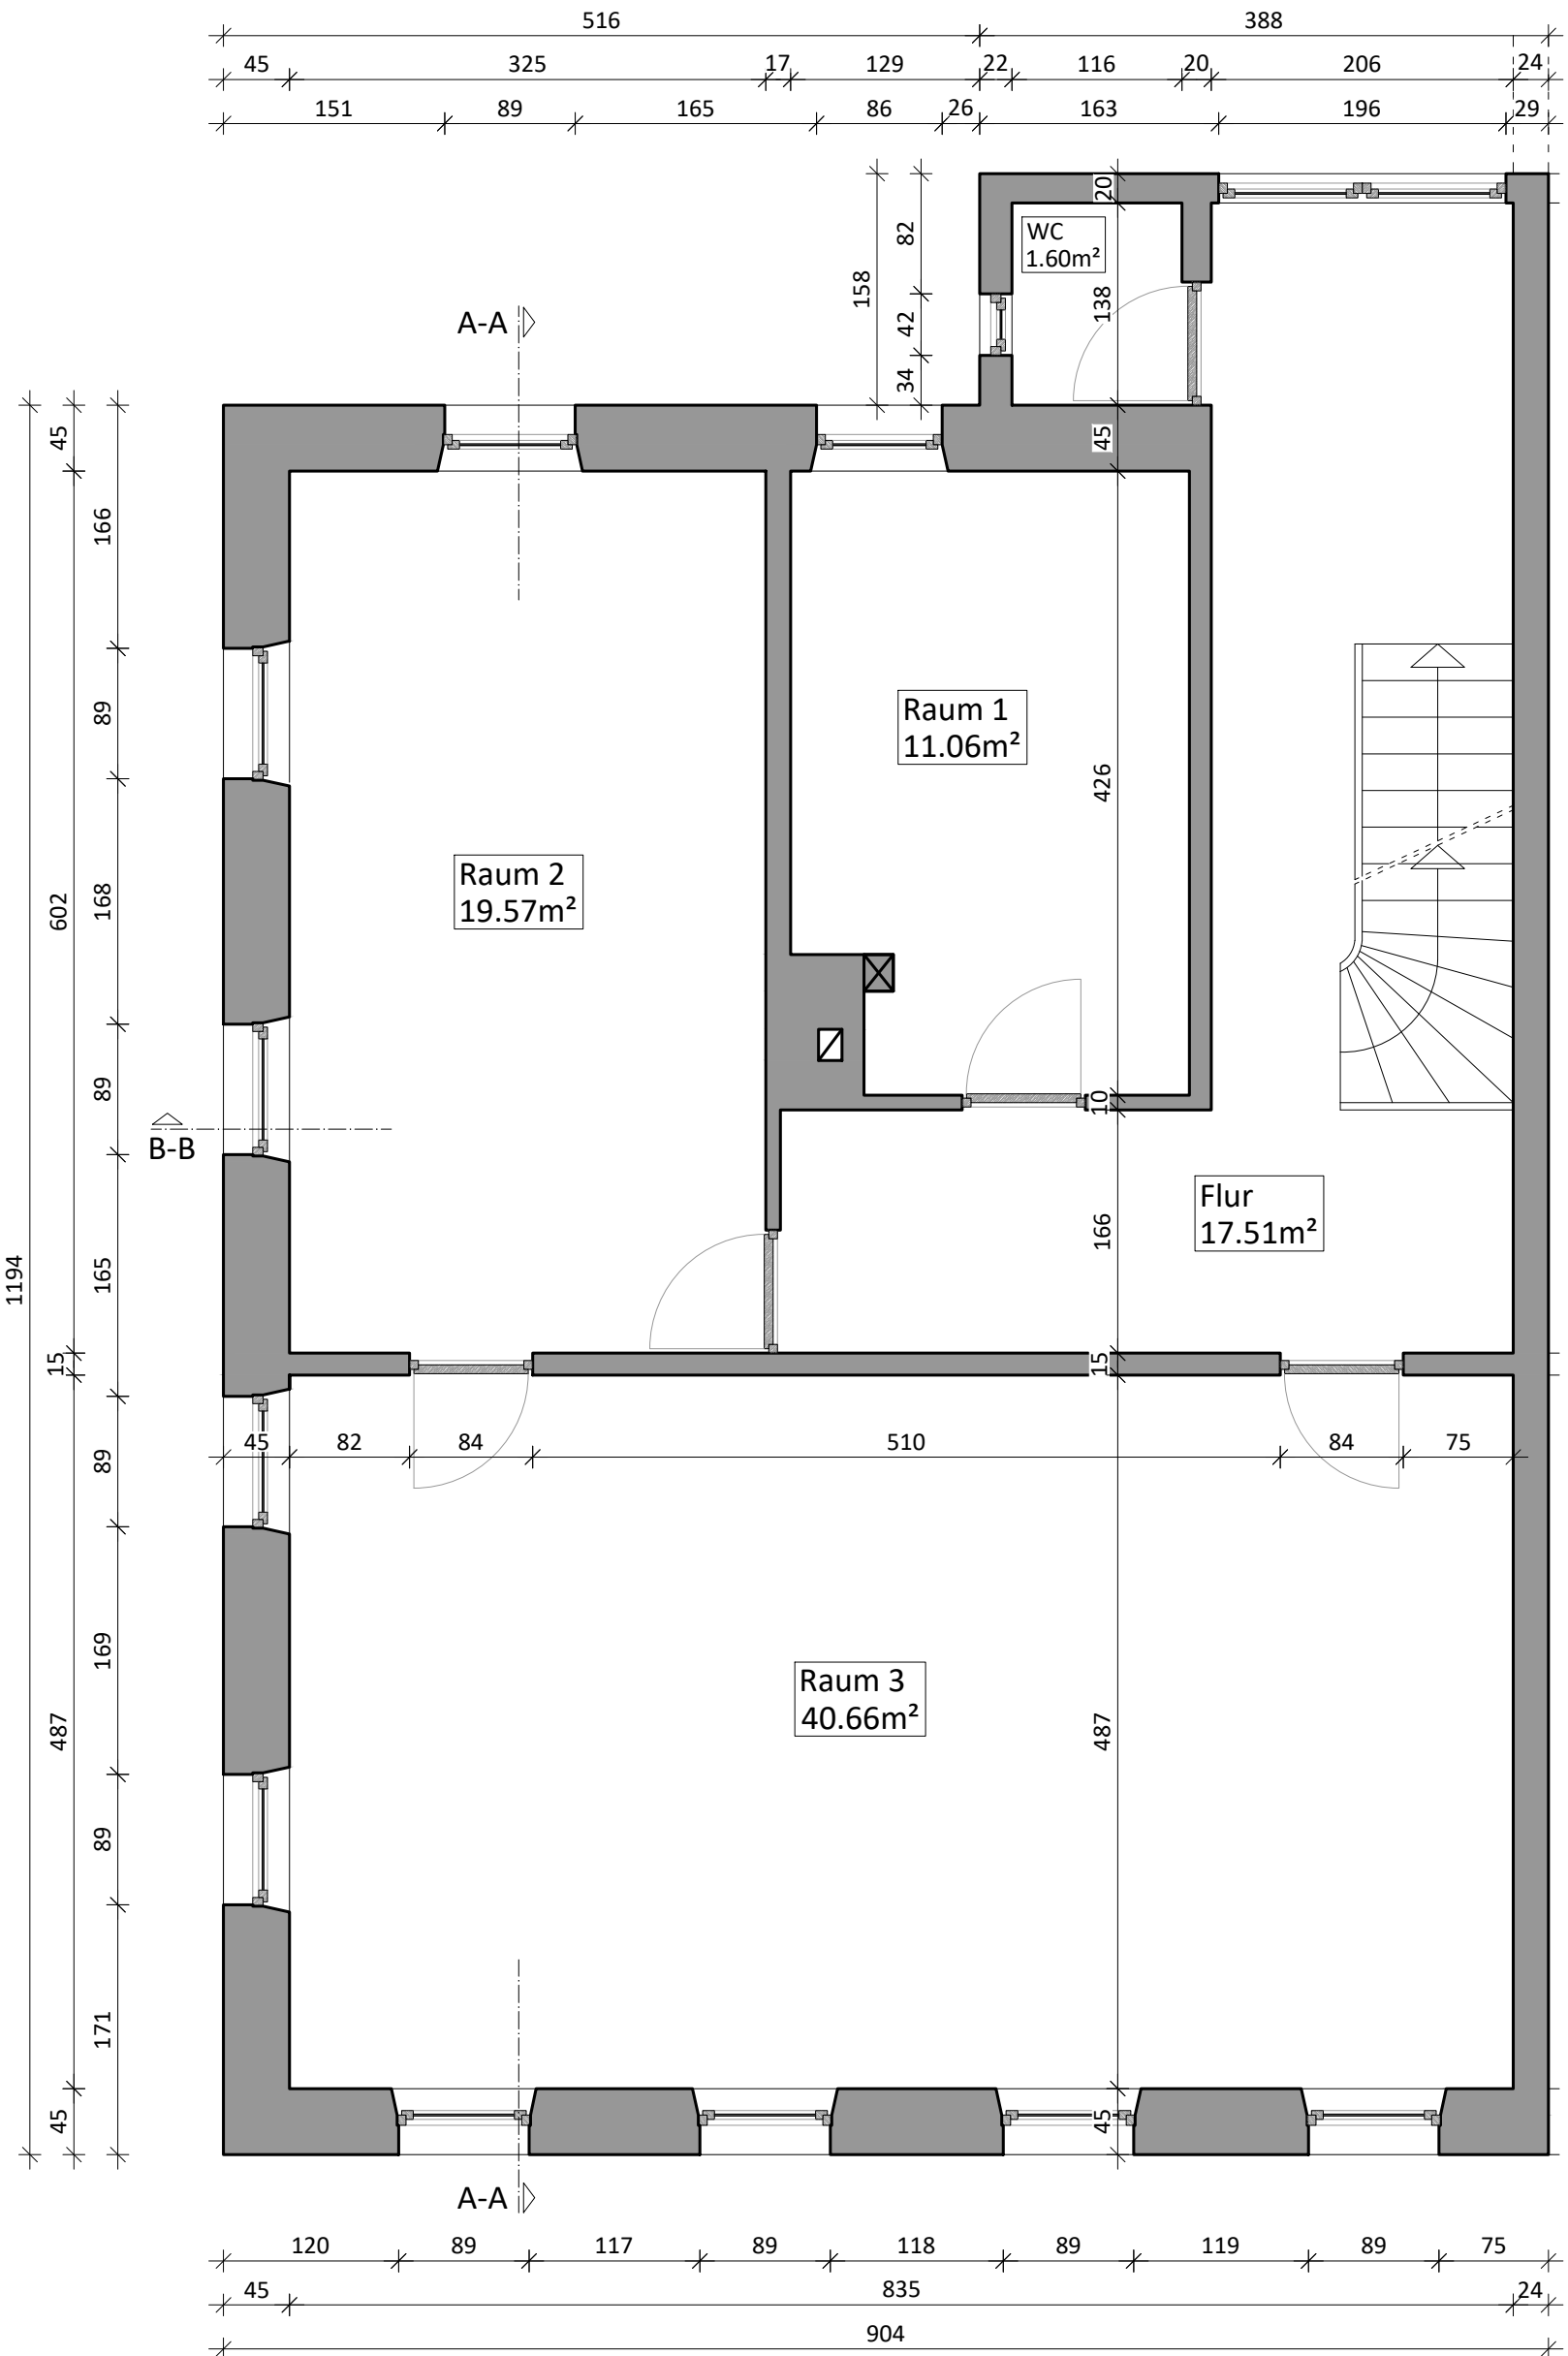 516 388
45 325 17 129 22 116 20 206 24
151 89 165 86 26 163 196 29
20
82
WC
1.60m²
158
138
42
34
A-A
45
45
166
426
Raum 1
11.06m²
89
Raum 2
19.57m²
168
602
89
10
B-B
Flur
17.51m²
166
165
1194
15
15
45 82 84 510 84 75
89
169
Raum 3
40.66m²
487
487
89
171
45
45
A-A
120 89 117 89 118 89 119 89 75
45 835 24
904